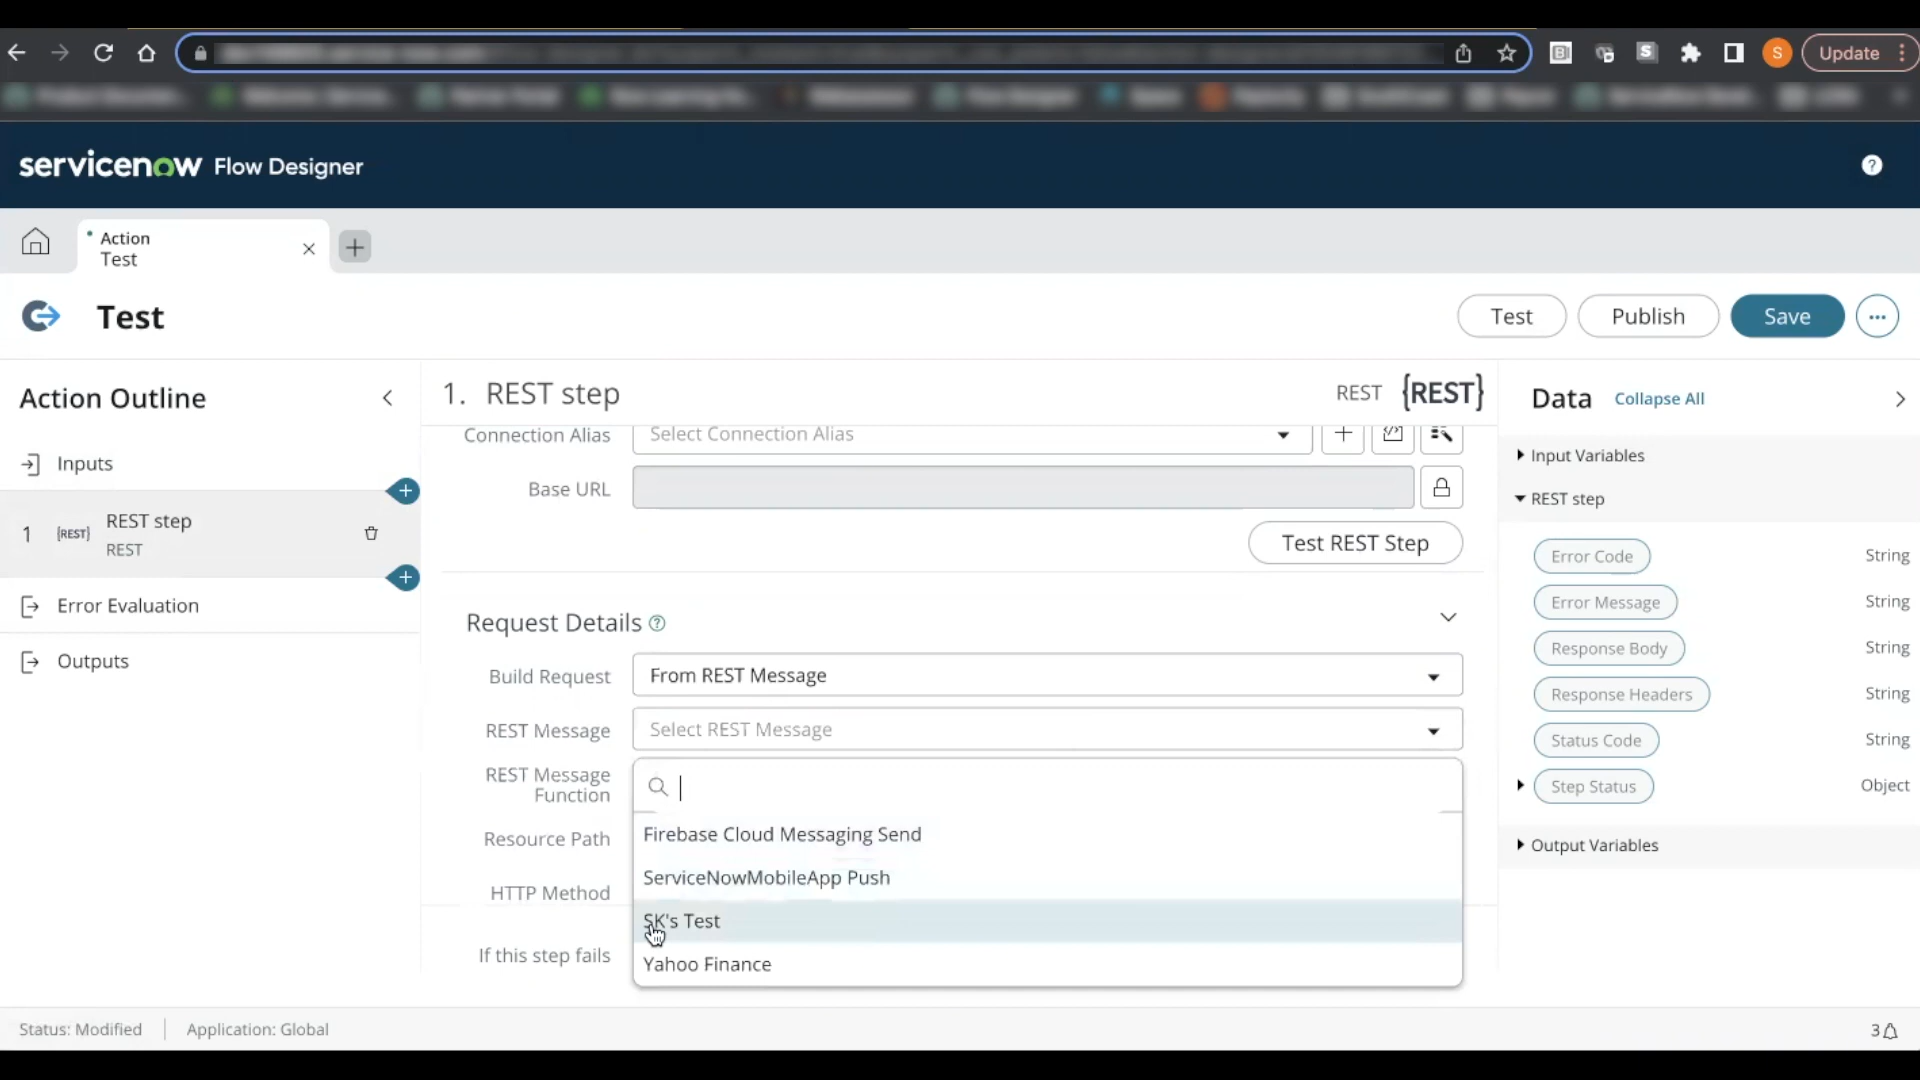 S
S
Update
servicenow Flow Designer
?
Action
Test
Test
Test
Publish
Save
Action Outline
1. REST step
REST {REST}
Data
Collapse All
Connection Alias
Select Connection Alias
Inputs
Input Variables
Base URL
REST step
1
[REST]
REST step
REST
Test REST Step
Error Code
String
Error Evaluation
Error Message
String
Request Details ?
Response Body
String
Outputs
Build Request
From REST Message
Response Headers
String
REST Message
Select REST Message
Status Code
String
REST Message
Function
Step Status
Object
Resource Path
Firebase Cloud Messaging Send
Output Variables
HTTP Method
ServiceNowMobileApp Push
SK's Test
If this step fails
Yahoo Finance
Status: Modified
Application: Global
3